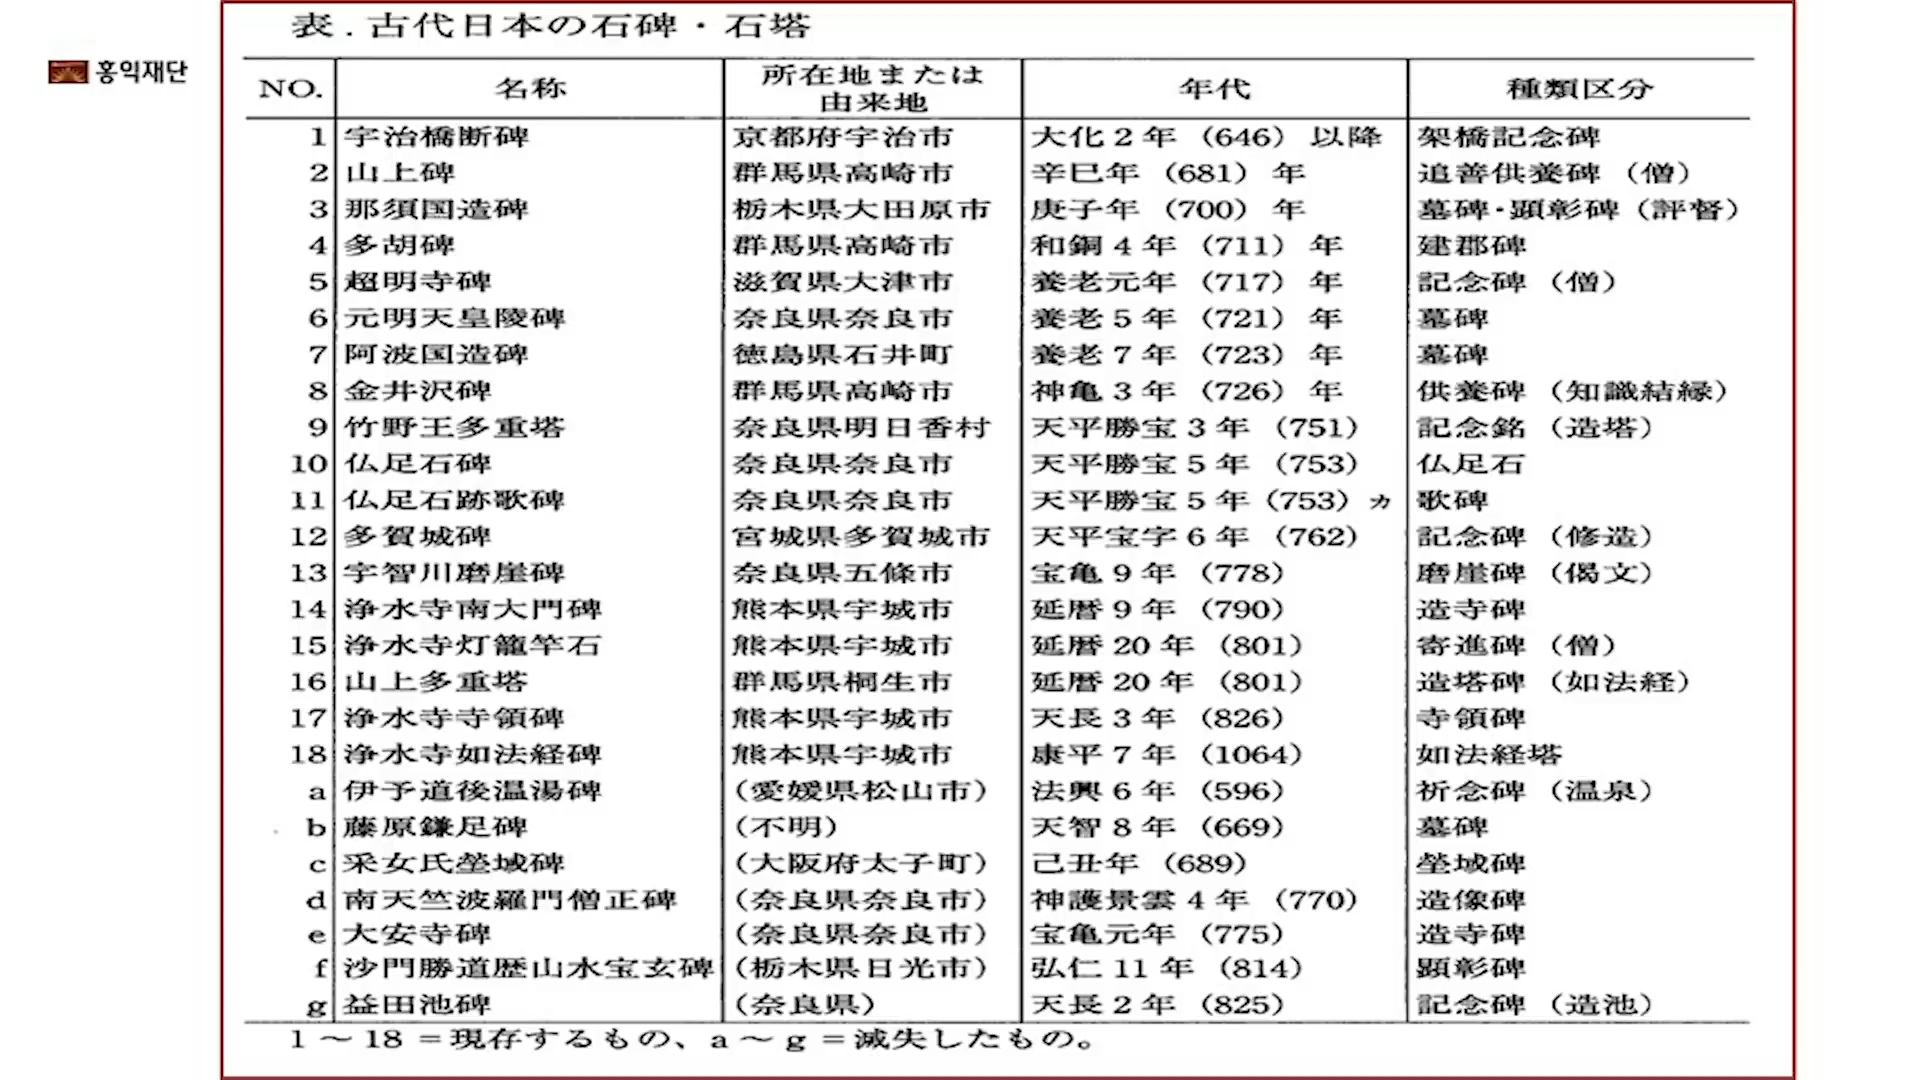 表.古代日本の石碑・石塔
홍익재단
NO. 名称 所在地または由来地 年代 種類区分
1 宇治橋断碑 京都府宇治市 大化2年（646）以降 架橋記念碑
2 山上碑 群馬県高崎市 辛巳年（681）年 追善供養碑（僧）
3 那須国造碑 栃木県大田原市 庚子年（700）年 墓碑・顕彰碑（評督）
4 多胡碑 群馬県高崎市 和銅4年（711）年 建郡碑
5 超明寺碑 滋賀県大津市 養老元年（717）年 記念碑（僧）
6 元明天皇陵碑 奈良県奈良市 養老5年（721）年 墓碑
7 阿波国造碑 徳島県石井町 養老7年（723）年 墓碑
8 金井沢碑 群馬県高崎市 神亀3年（726）年 供養碑（知識結縁）
9 竹野王多重塔 奈良県明日香村 天平勝宝3年（751） 記念銘（造塔）
10 仏足石碑 奈良県奈良市 天平勝宝5年（753） 仏足石
11 仏足石跡歌碑 奈良県奈良市 天平勝宝5年（753）ヵ 歌碑
12 多賀城碑 宮城県多賀城市 天平宝字6年（762） 記念碑（修造）
13 宇智川磨崖碑 奈良県五條市 宝亀9年（778） 磨崖碑（偈文）
14 浄水寺南大門碑 熊本県宇城市 延暦9年（790） 造寺碑
15 浄水寺灯籠竿石 熊本県宇城市 延暦20年（801） 寄進碑（僧）
16 山上多重塔 群馬県桐生市 延暦20年（801） 造塔碑（如法経）
17 浄水寺寺領碑 熊本県宇城市 天長3年（826） 寺領碑
18 浄水寺如法経碑 熊本県宇城市 康平7年（1064） 如法経塔
a 伊予道後温湯碑 （愛媛県松山市） 法興6年（596） 祈念碑（温泉）
b 藤原鎌足碑 （不明） 天智8年（669） 墓碑
c 采女氏塋域碑 （大阪府太子町） 己丑年（689） 塋域碑
d 南天竺波羅門僧正碑 （奈良県奈良市） 神護景雲4年（770） 造像碑
e 大安寺碑 （奈良県奈良市） 宝亀元年（775） 造寺碑
f 沙門勝道歴山水宝玄碑 （栃木県日光市） 弘仁11年（814） 顕彰碑
g 益田池碑 （奈良県） 天長2年（825） 記念碑（造池）
1～18＝現存するもの、a～g＝滅失したもの。